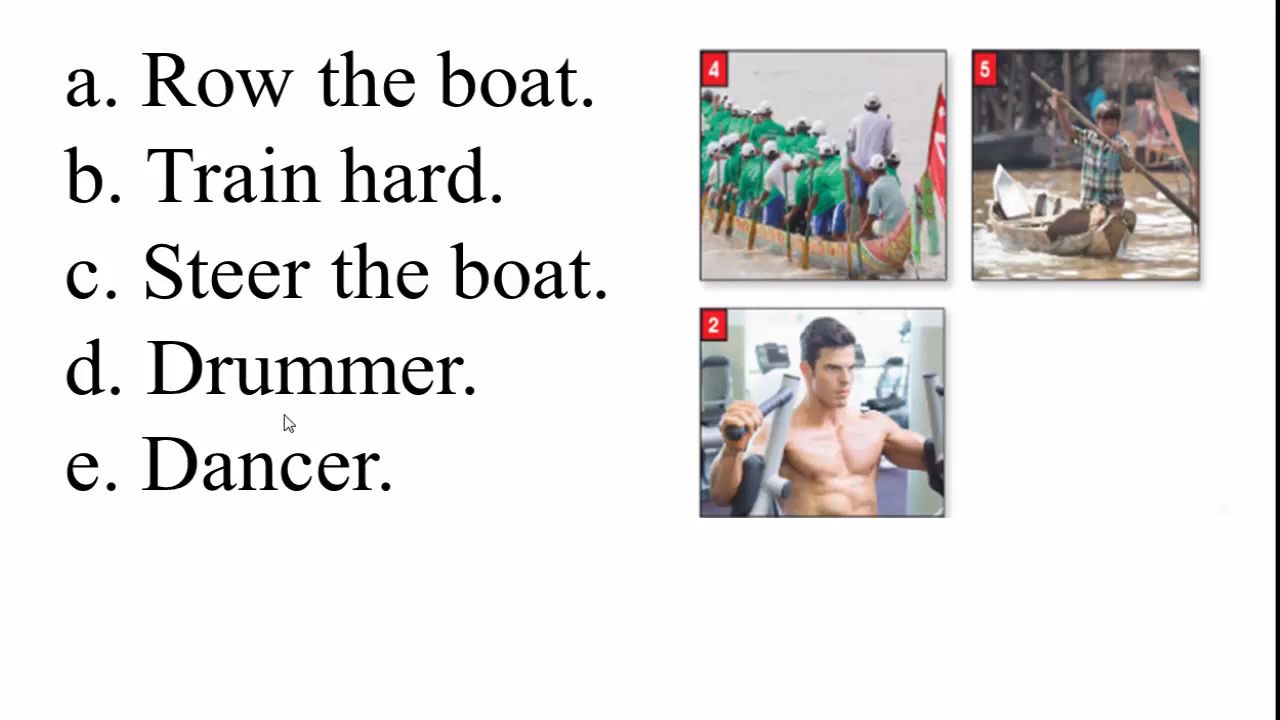 a. Row the boat.
b. Train hard.
c. Steer the boat.
d. Drummer.
e. Dancer.
4
5
2